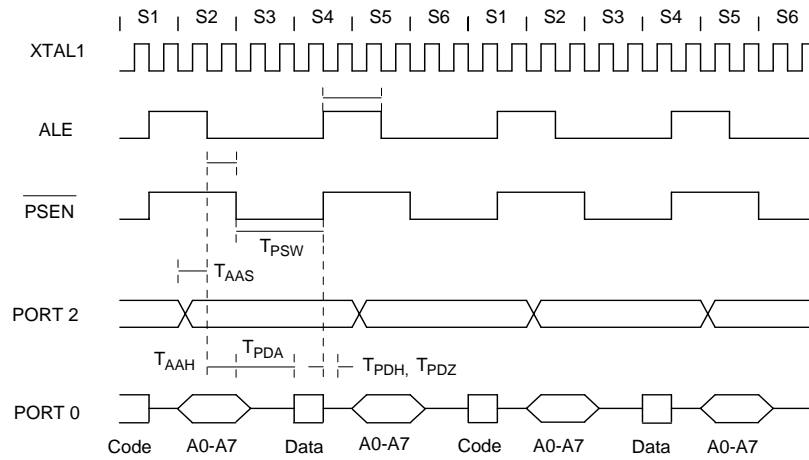 S1 S2 S3 S4 S5 S6 S1 S2 S3 S4 S5 S6
XTAL1
ALE
PSEN
TPSW
TAAS
PORT 2
TAAH TPDA TPDH, TPDZ
PORT 0
Code A0-A7 Data A0-A7 Code A0-A7 Data A0-A7